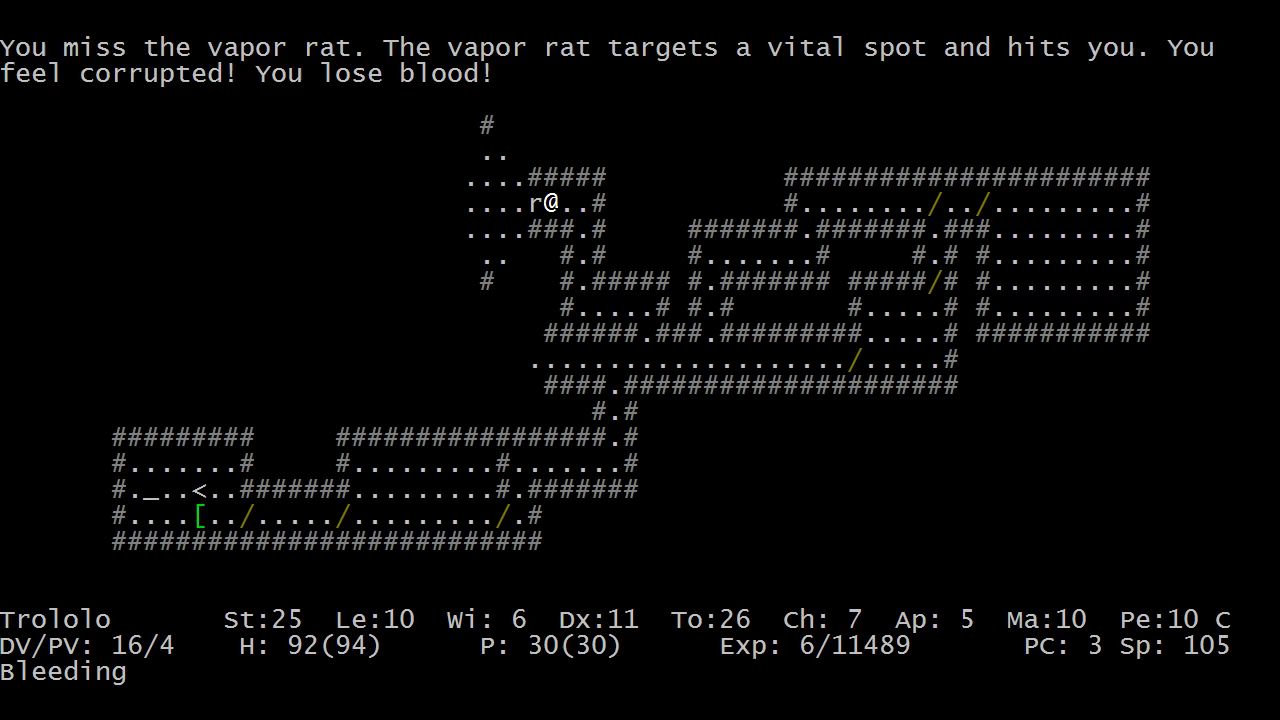 You miss the vapor rat. The vapor rat targets a vital spot and hits you. You
feel corrupted! You lose blood!
                              #
                              ..
                             ....#####           #######################
                             ....r@..#           #......../../.........#
                             ....###.#     #######.#######.###.........#
                              ..   #.#     #.......#     #.# #.........#
                              #    #.##### #.####### #####/# #.........#
                                   #.....# #.#       #.....# #.........#
                                  ######.###.#########.....# ###########
                                 ..................../.....#
                                  ####.#####################
                                     #.#
       #########     #################.#
       #.......#     #.........#.......#
       #._..<..#######.........#.#######
       #....[../...../........./.#
       ###########################
Trololo       St:25  Le:10  Wi: 6  Dx:11  To:26  Ch: 7  Ap: 5  Ma:10  Pe:10 C
DV/PV: 16/4    H: 92(94)      P: 30(30)      Exp: 6/11489       PC: 3 Sp: 105
Bleeding